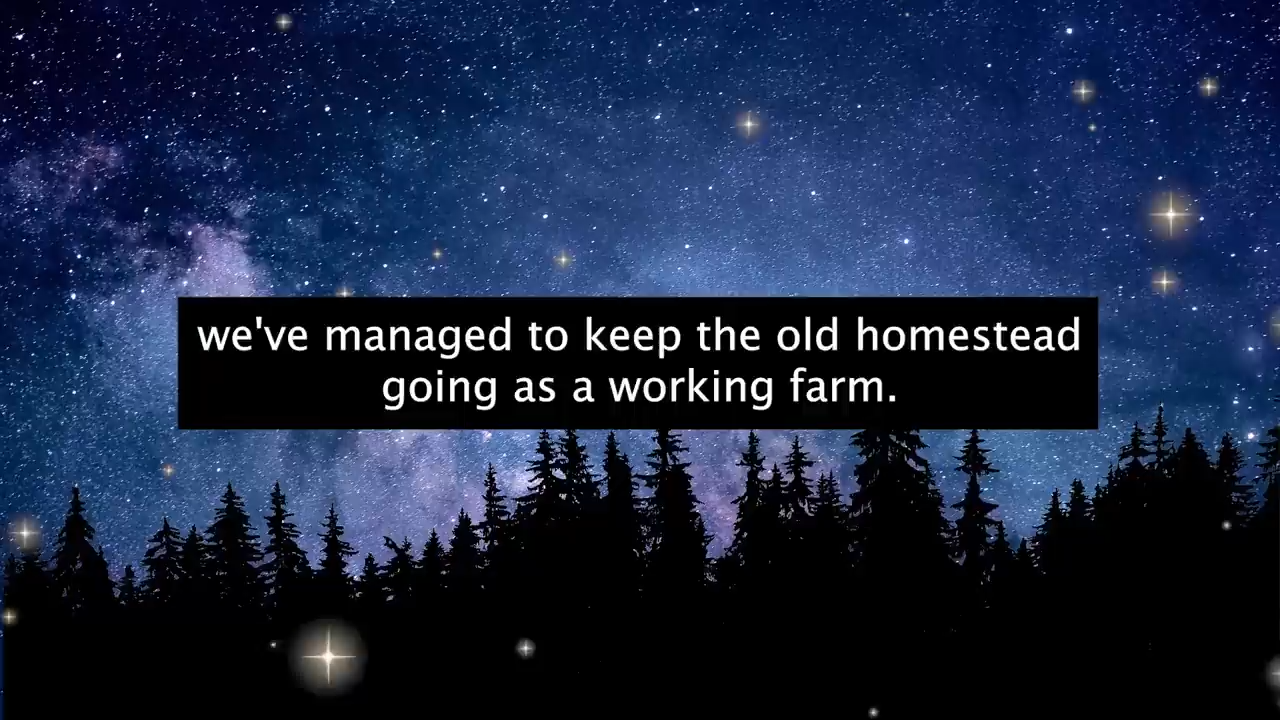 we've managed to keep the old homestead
going as a working farm.